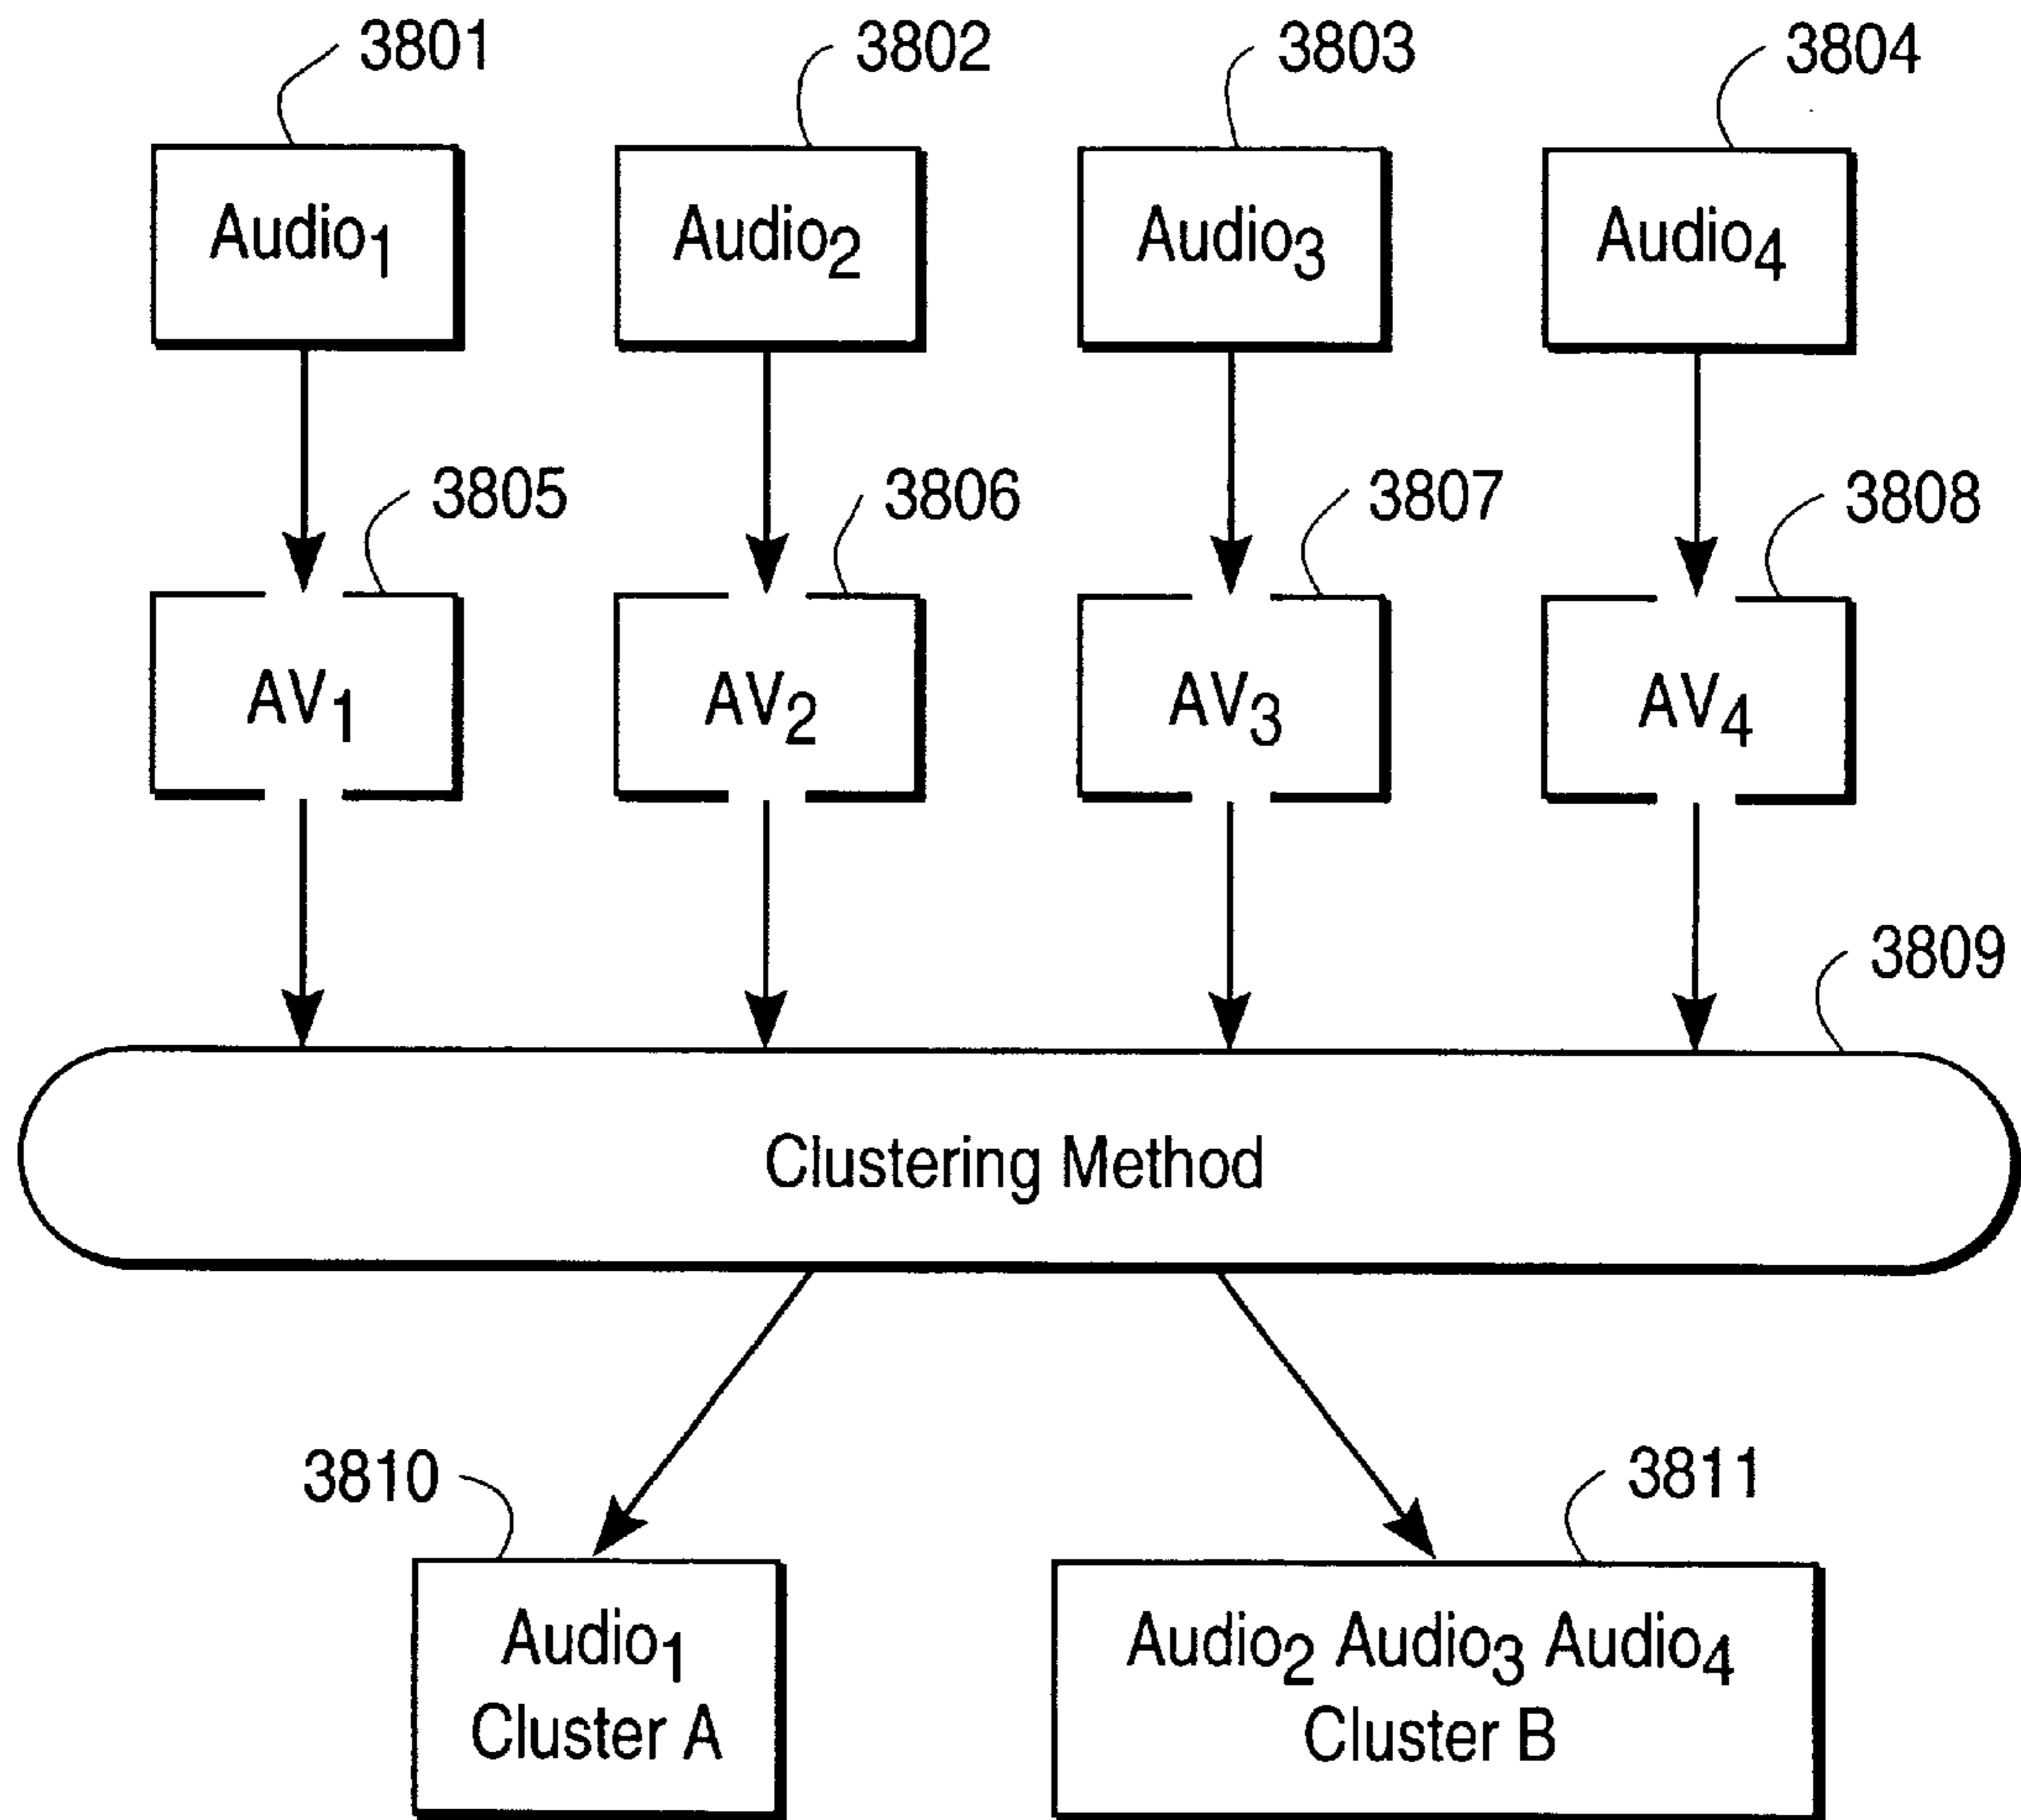 3801 3802 3803 3804
Audio₁ Audio₂ Audio₃ Audio₄
3805 3806 3807 3808
AV₁ AV₂ AV₃ AV₄
3809
Clustering Method
3810 3811
Audio₁
Cluster A
Audio₂ Audio₃ Audio₄
Cluster B